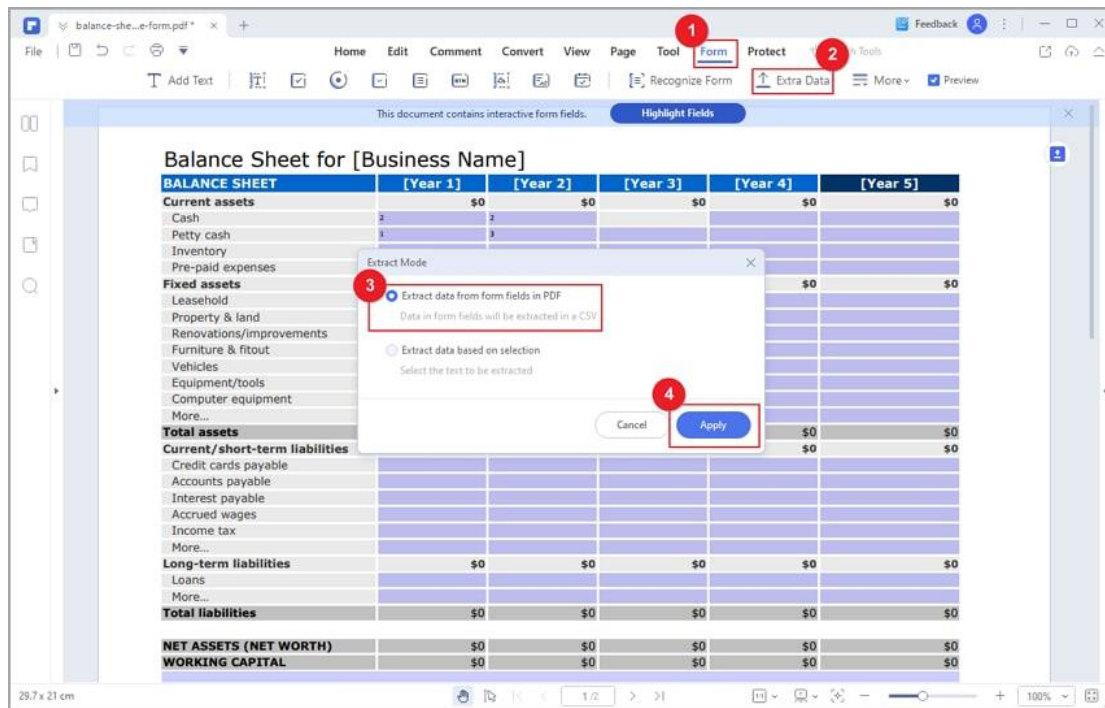 balance-she...e-form.pdf * × +
Feedback
1
File Home Edit Comment Convert View Page Tool Form Protect Tools
2
Add Text Recognize Form Extra Data More Preview
This document contains interactive form fields. Highlight Fields
Balance Sheet for [Business Name]
BALANCE SHEET [Year 1] [Year 2] [Year 3] [Year 4] [Year 5]
Current assets $0 $0 $0 $0 $0
Cash 2 2
Petty cash 1 3
Inventory
Pre-paid expenses
Fixed assets $0 $0
Leasehold
Property & land
Renovations/improvements
Furniture & fitout
Vehicles
Equipment/tools
Computer equipment
More...
Total assets $0 $0
Current/short-term liabilities $0 $0
Extract Mode
3
Extract data from form fields in PDF
Data in form fields will be extracted in a CSV
Extract data based on selection
Select the text to be extracted
4
Cancel Apply
Credit cards payable
Accounts payable
Interest payable
Accrued wages
Income tax
More...
Long-term liabilities $0 $0 $0 $0 $0
Loans
More...
Total liabilities $0 $0 $0 $0 $0
NET ASSETS (NET WORTH) $0 $0 $0 $0 $0
WORKING CAPITAL $0 $0 $0 $0 $0
29.7 x 21 cm 1 /2 100%